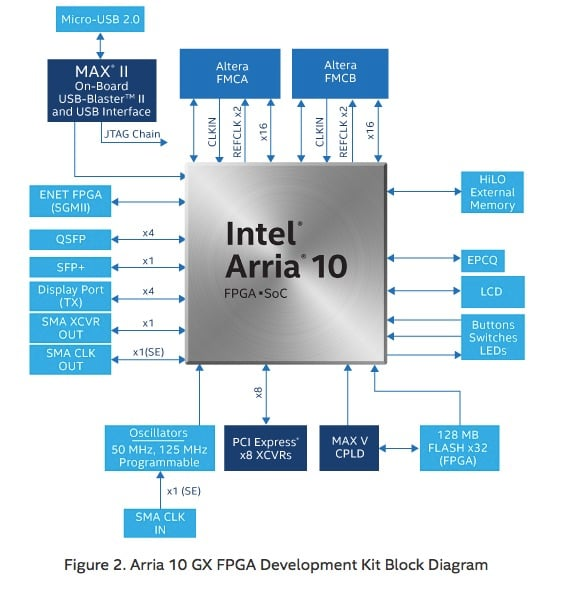 Micro-USB 2.0
MAX® II
On-Board
USB-Blaster™ II
and USB Interface
JTAG Chain
Altera
FMCA
Altera
FMCB
CLKIN
REFCLK x2
x16
CLKIN
REFCLK x2
x16
ENET FPGA
(SGMII)
QSFP
x4
SFP+
x1
Display Port
(TX)
x4
SMA XCVR
OUT
x1
SMA CLK
OUT
x1(SE)
Intel®
Arria® 10
FPGA ▪ SoC
HiLO
External
Memory
EPCQ
LCD
Buttons
Switches
LEDs
x8
Oscillators
50 MHz, 125 MHz
Programmable
PCI Express®
x8 XCVRs
MAX V
CPLD
128 MB
FLASH x32
(FPGA)
x1 (SE)
SMA CLK
IN
Figure 2. Arria 10 GX FPGA Development Kit Block Diagram